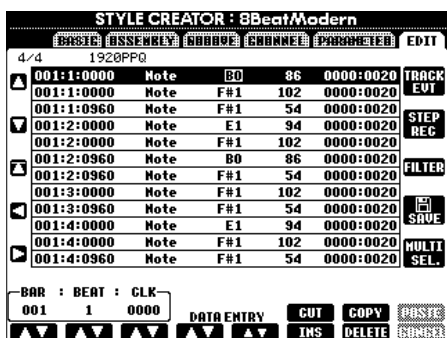 STYLE CREATOR : 8BeatModern
BASIC ASSEMBLY GROOVE CHANNEL PARAMETER EDIT
4/4 1920PPQ
001:1:0000 Note B0 86 0000:0020
001:1:0000 Note F#1 102 0000:0020
001:1:0960 Note F#1 54 0000:0020
001:2:0000 Note E1 94 0000:0020
001:2:0000 Note F#1 102 0000:0020
001:2:0960 Note B0 86 0000:0020
001:2:0960 Note F#1 54 0000:0020
001:3:0000 Note F#1 102 0000:0020
001:3:0960 Note F#1 54 0000:0020
001:4:0000 Note E1 94 0000:0020
001:4:0000 Note F#1 102 0000:0020
001:4:0960 Note F#1 54 0000:0020
TRACK
EVT
STEP
REC
FILTER
SAVE
MULTI
SEL.
BAR : BEAT : CLK
001 1 0000
DATA ENTRY
CUT COPY PASTE
INS DELETE CANCEL